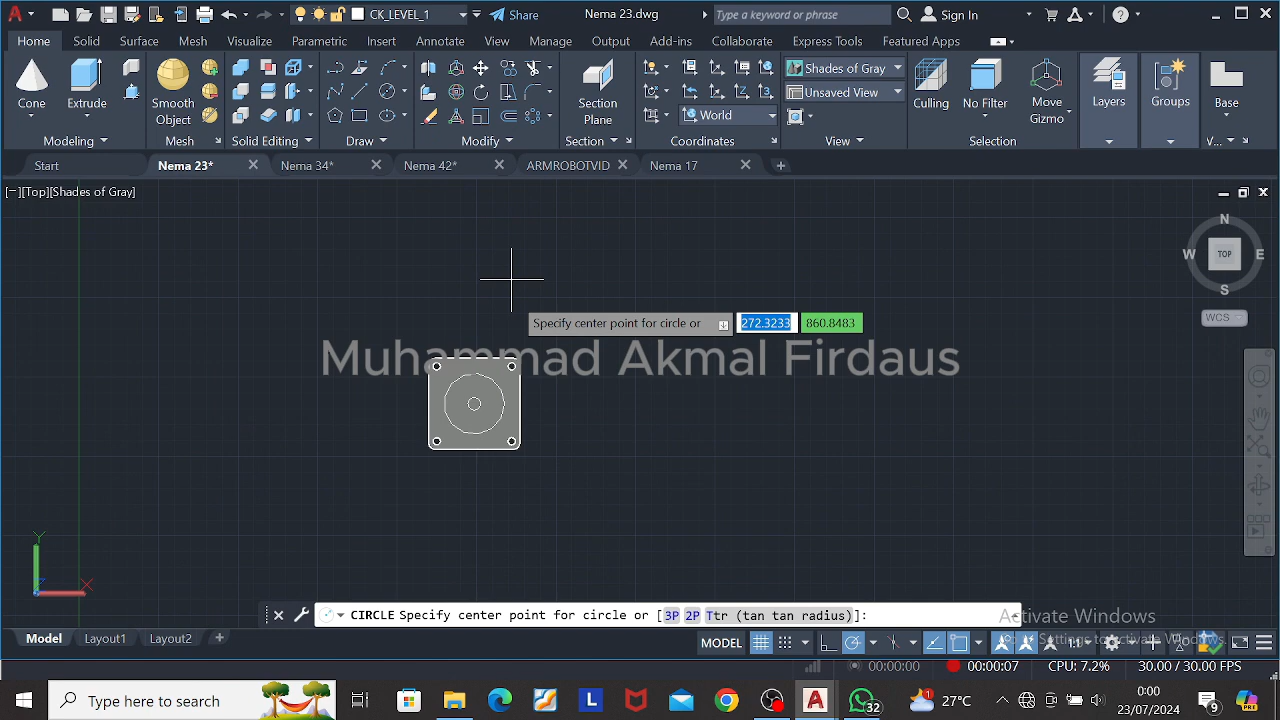 CK_LEVEL_1 Share Nema 23.dwg Type a keyword or phrase Sign In
Home Solid Surface Mesh Visualize Parametric Insert Annotate View Manage Output Add-ins Collaborate Express Tools Featured Apps
Cone Extrude Smooth Object Section Plane World Shades of Gray Unsaved View Culling No Filter Move Gizmo Layers Groups Base
Modeling Mesh Solid Editing Draw Modify Section Coordinates View Selection V...
Start Nema 23* Nema 34* Nema 42* ARMROBOTVID Nema 17
[−][Top][Shades of Gray]
N
W TOP E
S
WCS
Specify center point for circle or 272.3233 860.8483
Muhammad Akmal Firdaus
Y
X
CIRCLE Specify center point for circle or [3P 2P Ttr (tan tan radius)]:
Activate Windows
Model Layout1 Layout2 MODEL 1:1
00:00:00 00:00:07 CPU: 7.2% 30.00 / 30.00 FPS
Type here to search 32 1 27°C 0:00 9
23/07/2024